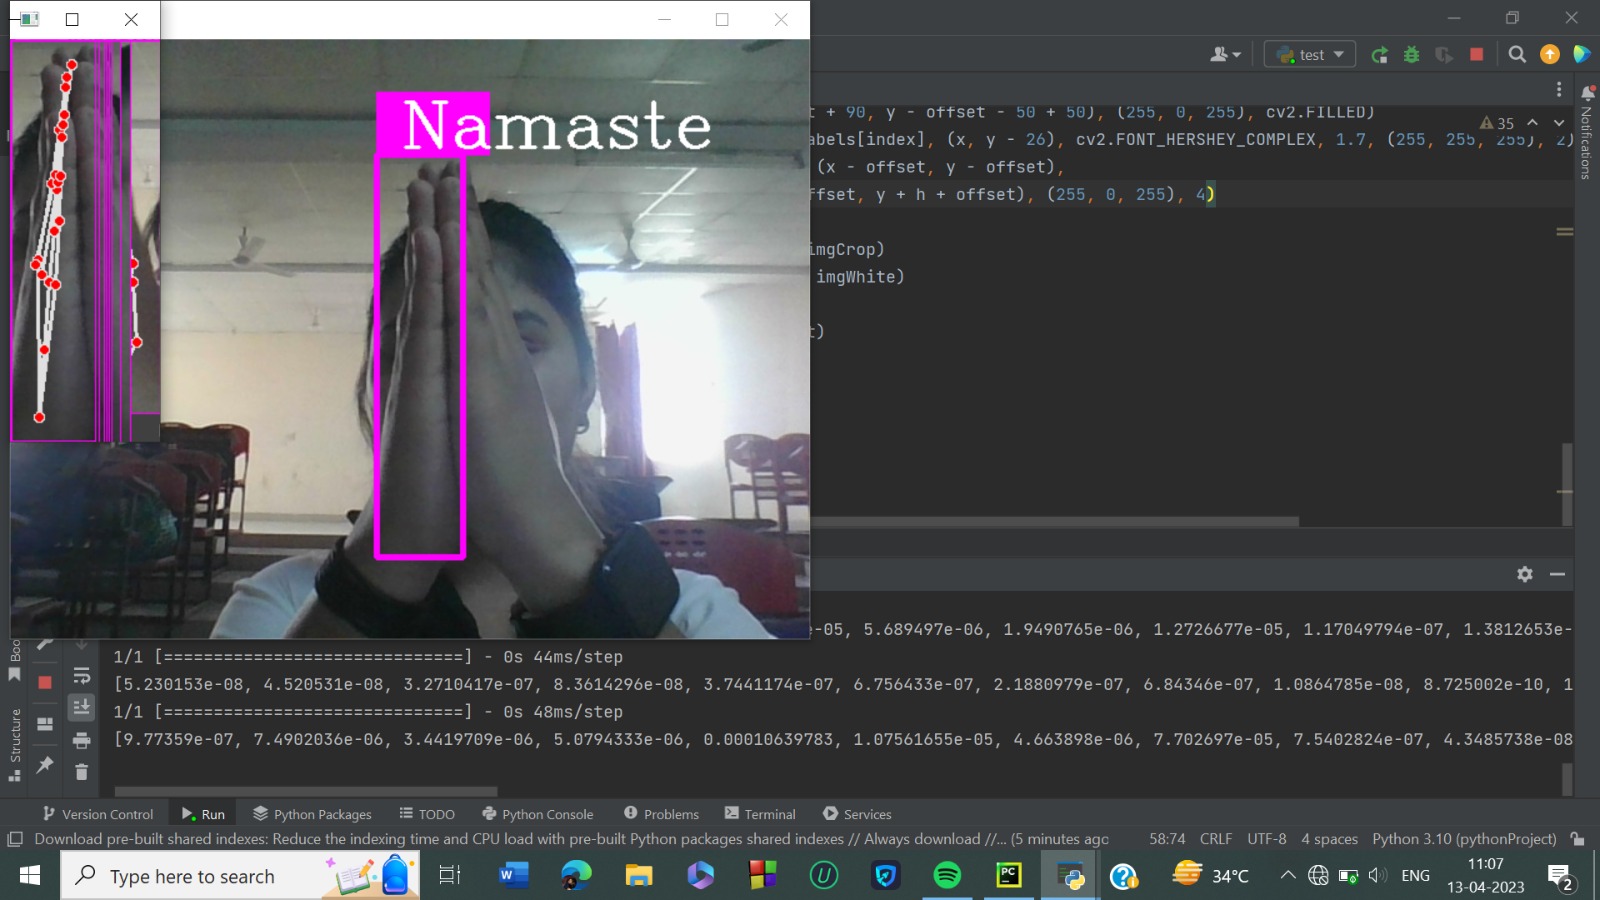 Namaste
test
t + 90, y - offset - 50 + 50), (255, 0, 255), cv2.FILLED)
abels[index], (x, y - 26), cv2.FONT_HERSHEY_COMPLEX, 1.7, (255, 255, 255), 2)
35
(x - offset, y - offset),
ffset, y + h + offset), (255, 0, 255), 4)
imgCrop)
imgWhite)
t)
Notifications
-05, 5.689497e-06, 1.9490765e-06, 1.2726677e-05, 1.17049794e-07, 1.3812653e-
1/1 [==============================] - 0s 44ms/step
[5.230153e-08, 4.520531e-08, 3.2710417e-07, 8.3614296e-08, 3.7441174e-07, 6.756433e-07, 2.1880979e-07, 6.84346e-07, 1.0864785e-08, 8.725002e-10, 1
1/1 [==============================] - 0s 48ms/step
[9.77359e-07, 7.4902036e-06, 3.4419709e-06, 5.0794333e-06, 0.00010639783, 1.07561655e-05, 4.663898e-06, 7.702697e-05, 7.5402824e-07, 4.3485738e-08
Boo
Structure
Version Control
Run
Python Packages
TODO
Python Console
Problems
Terminal
Services
Download pre-built shared indexes: Reduce the indexing time and CPU load with pre-built Python packages shared indexes // Always download //... (5 minutes ago
58:74 CRLF UTF-8 4 spaces Python 3.10 (pythonProject)
Type here to search
W
U
PC
34°C
ENG
11:07
13-04-2023
2